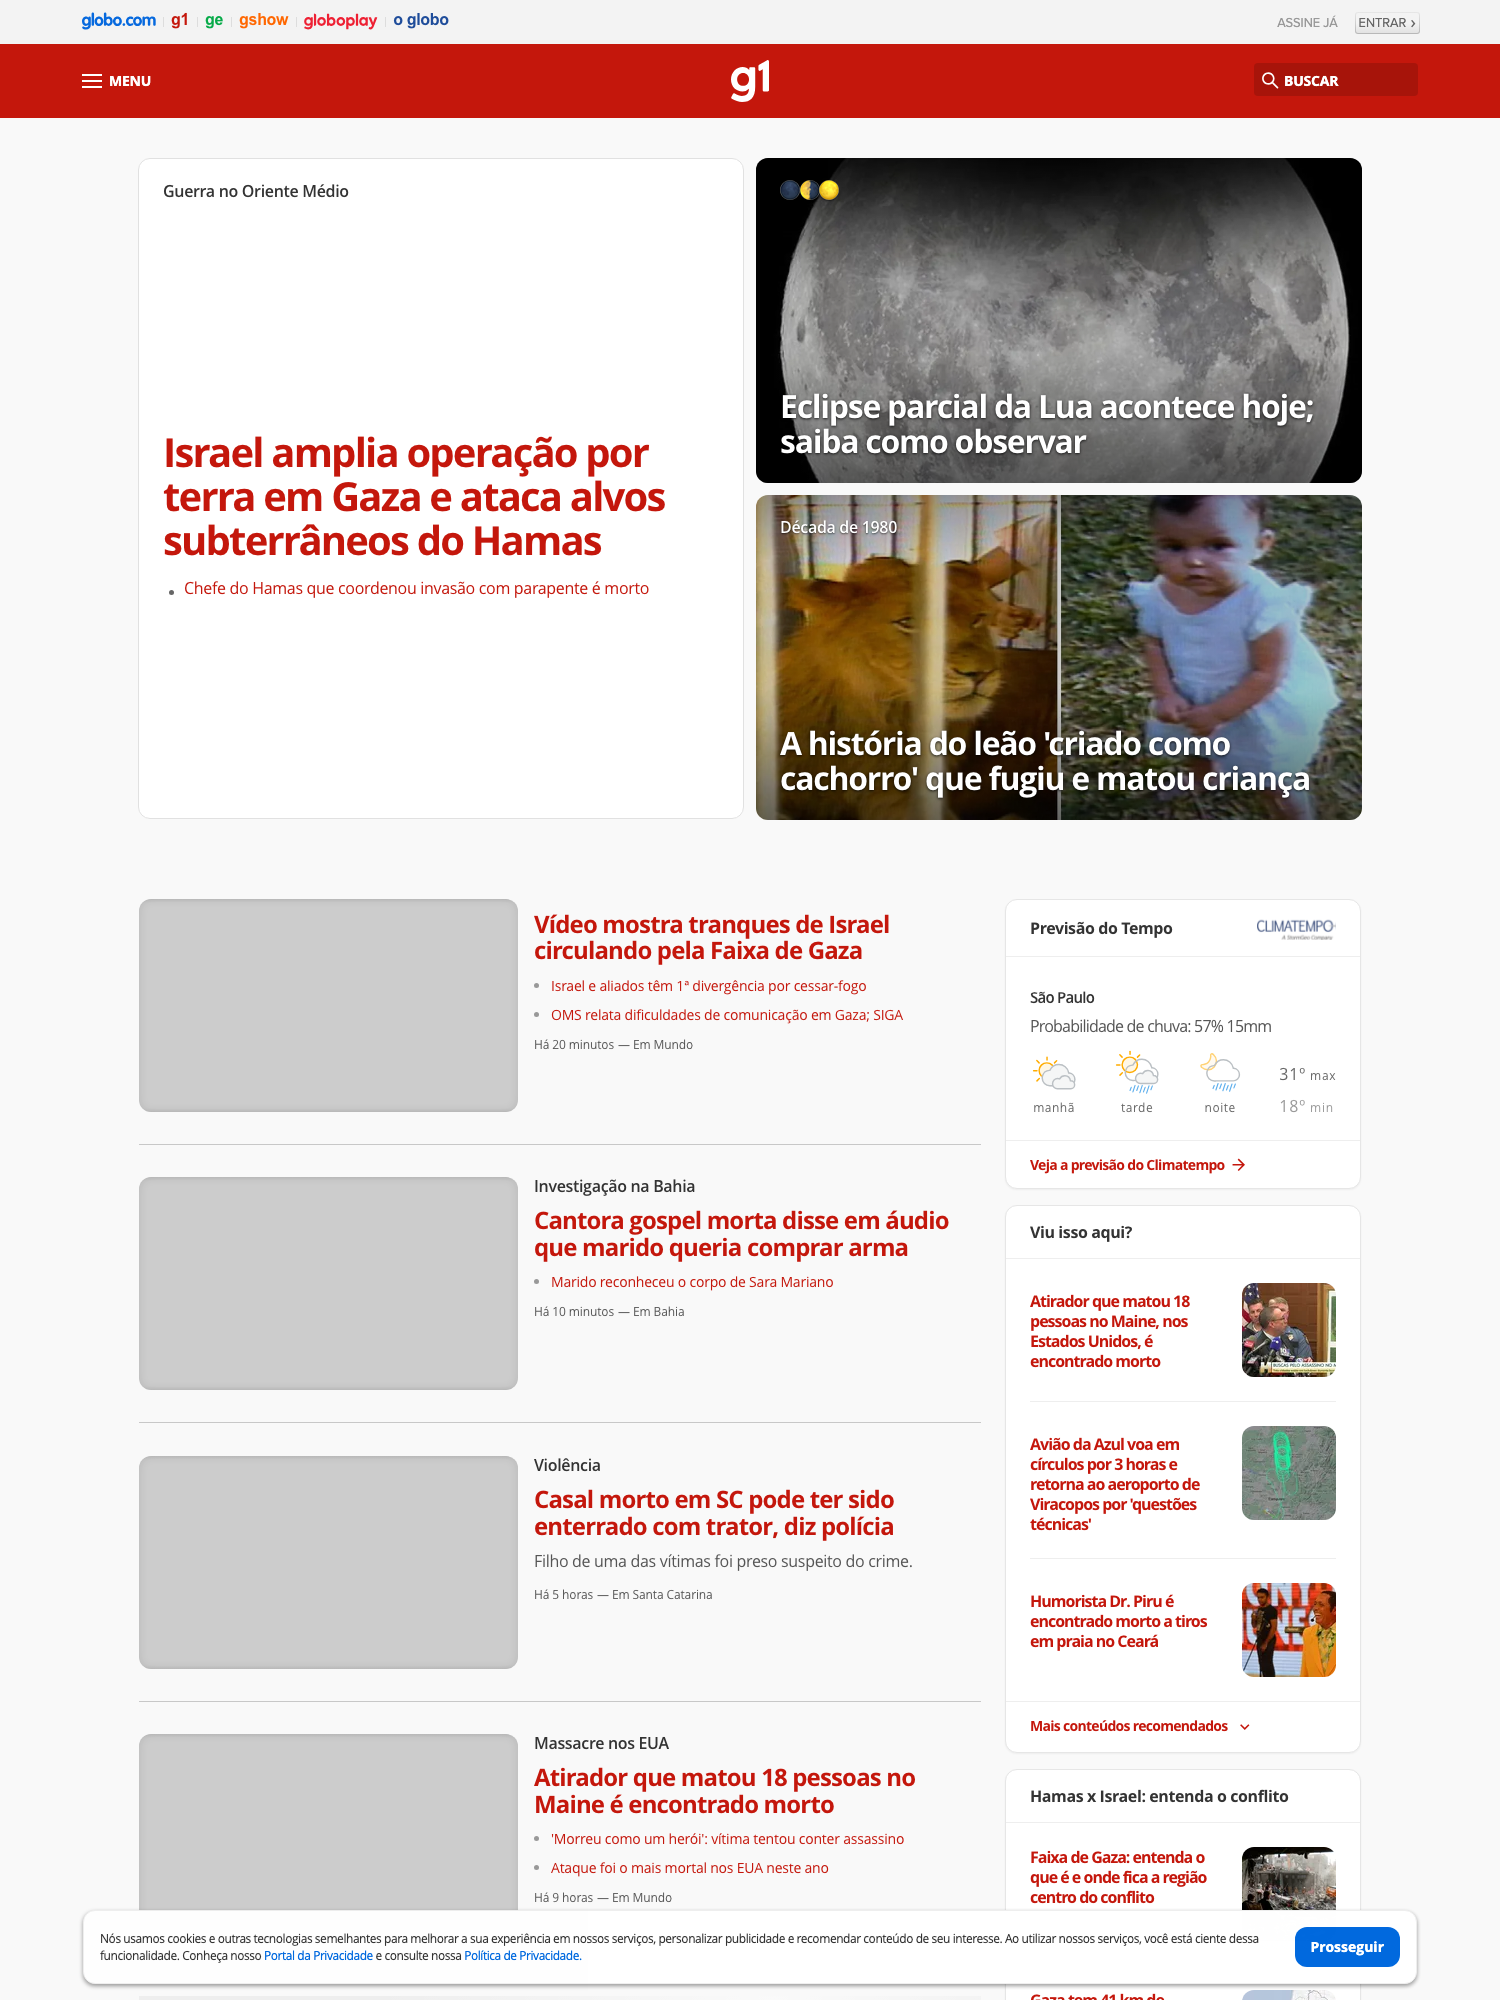 globo.com
g1
ge
gshow
globoplay
o globo
ASSINE JÁ
ENTRAR ›
MENU
g1
BUSCAR
Guerra no Oriente Médio
Israel amplia operação por
terra em Gaza e ataca alvos
subterrâneos do Hamas
Chefe do Hamas que coordenou invasão com parapente é morto
Eclipse parcial da Lua acontece hoje;
saiba como observar
Década de 1980
A história do leão 'criado como
cachorro' que fugiu e matou criança
Vídeo mostra tranques de Israel
circulando pela Faixa de Gaza
Israel e aliados têm 1ª divergência por cessar-fogo
OMS relata dificuldades de comunicação em Gaza; SIGA
Há 20 minutos — Em Mundo
Investigação na Bahia
Cantora gospel morta disse em áudio
que marido queria comprar arma
Marido reconheceu o corpo de Sara Mariano
Há 10 minutos — Em Bahia
Violência
Casal morto em SC pode ter sido
enterrado com trator, diz polícia
Filho de uma das vítimas foi preso suspeito do crime.
Há 5 horas — Em Santa Catarina
Massacre nos EUA
Atirador que matou 18 pessoas no
Maine é encontrado morto
'Morreu como um herói': vítima tentou conter assassino
Ataque foi o mais mortal nos EUA neste ano
Há 9 horas — Em Mundo
Previsão do Tempo
CLIMATEMPO
A StormGeo Company
São Paulo
Probabilidade de chuva: 57% 15mm
manhã
tarde
noite
31º max
18º min
Veja a previsão do Climatempo
Viu isso aqui?
Atirador que matou 18
pessoas no Maine, nos
Estados Unidos, é
encontrado morto
BUSCAS PELO ASSASSINO NO
Avião da Azul voa em
círculos por 3 horas e
retorna ao aeroporto de
Viracopos por 'questões
técnicas'
Humorista Dr. Piru é
encontrado morto a tiros
em praia no Ceará
Mais conteúdos recomendados
Hamas x Israel: entenda o conflito
Faixa de Gaza: entenda o
que é e onde fica a região
centro do conflito
Nós usamos cookies e outras tecnologias semelhantes para melhorar a sua experiência em nossos serviços, personalizar publicidade e recomendar conteúdo de seu interesse. Ao utilizar nossos serviços, você está ciente dessa
funcionalidade. Conheça nosso Portal da Privacidade e consulte nossa Política de Privacidade.
Prosseguir
Gaza tem 41 km de